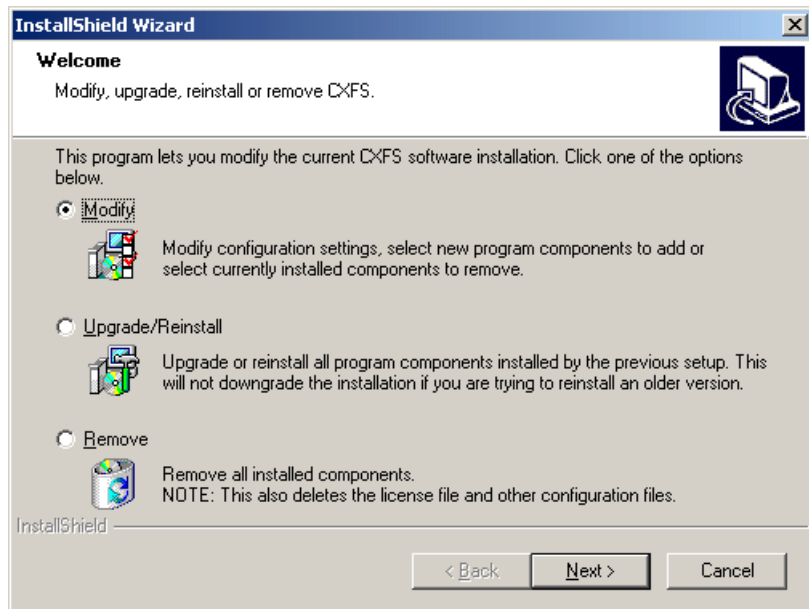 InstallShield Wizard
Welcome
Modify, upgrade, reinstall or remove CXFS.
This program lets you modify the current CXFS software installation. Click one of the options
below.
Modify
Modify configuration settings, select new program components to add or
select currently installed components to remove.
Upgrade/Reinstall
Upgrade or reinstall all program components installed by the previous setup. This
will not downgrade the installation if you are trying to reinstall an older version.
Remove
Remove all installed components.
NOTE: This also deletes the license file and other configuration files.
InstallShield
< Back
Next >
Cancel